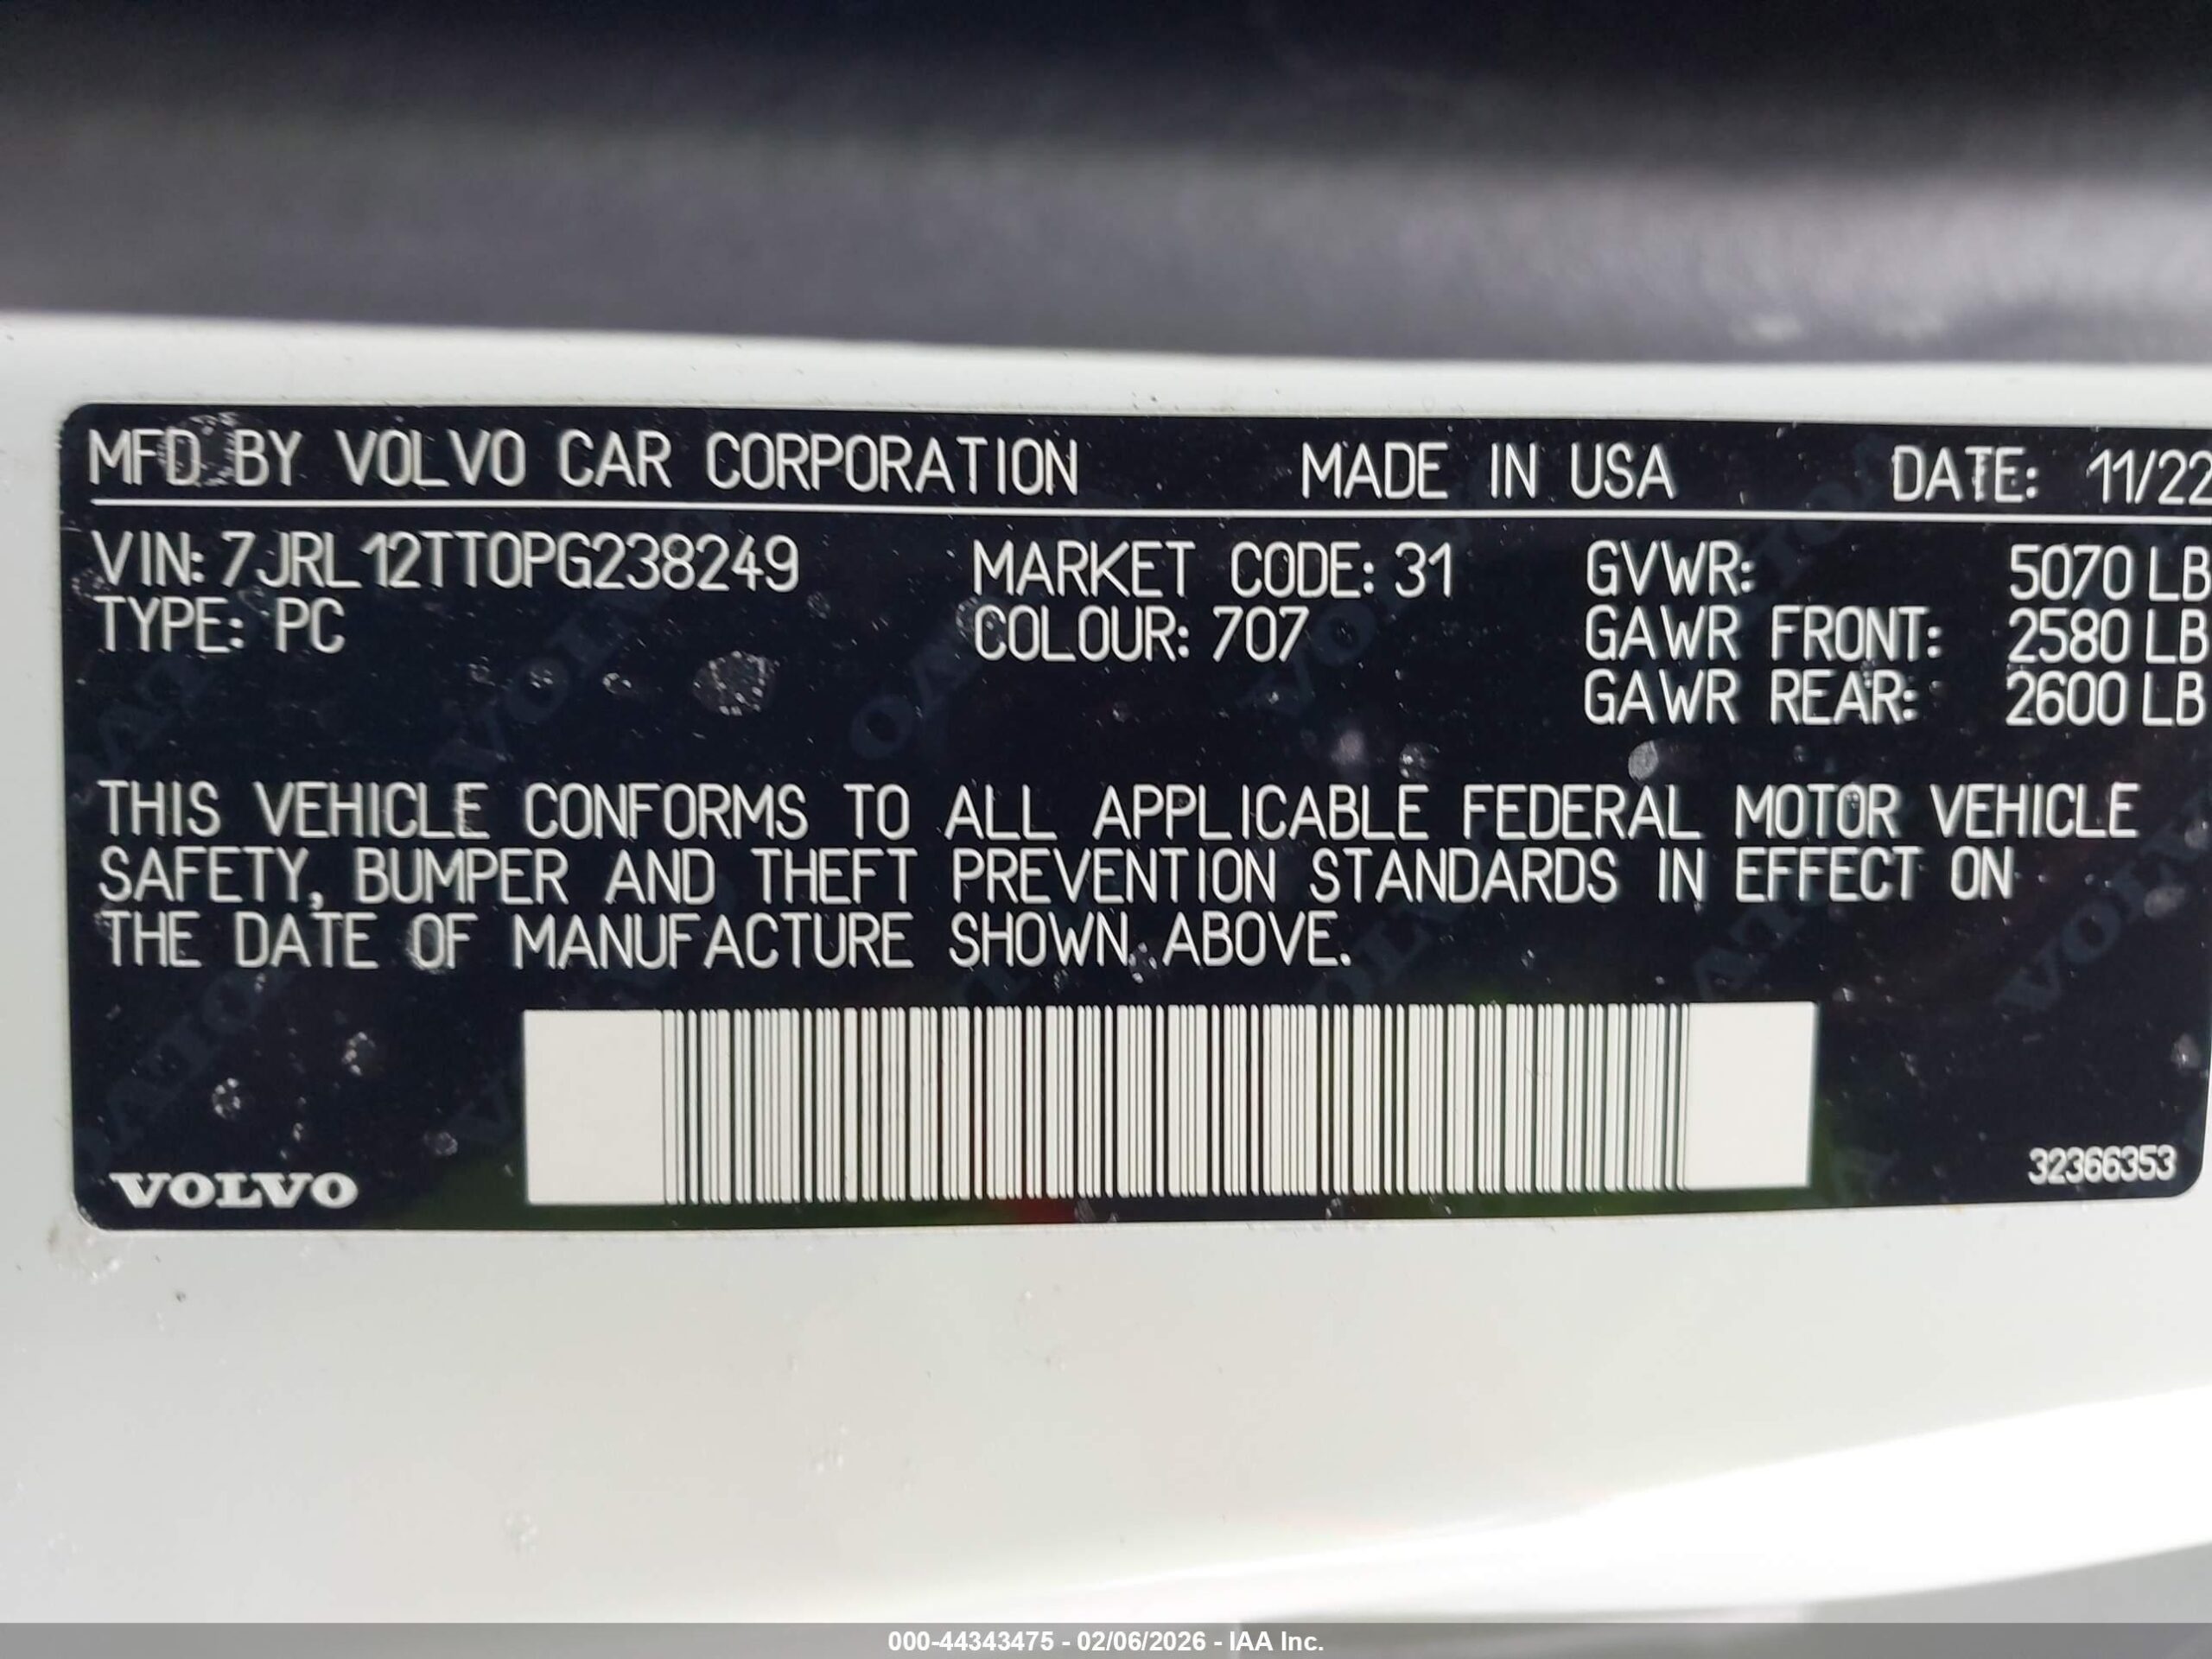 MFD BY VOLVO CAR CORPORATION MADE IN USA DATE: 11/22
VIN: 7JRL12TT0PG238249 MARKET CODE: 31 GVWR: 5070 LB
TYPE: PC COLOUR: 707 GAWR FRONT: 2580 LB
GAWR REAR: 2600 LB
THIS VEHICLE CONFORMS TO ALL APPLICABLE FEDERAL MOTOR VEHICLE
SAFETY, BUMPER AND THEFT PREVENTION STANDARDS IN EFFECT ON
THE DATE OF MANUFACTURE SHOWN ABOVE.
VOLVO 32366353
000-44343475 - 02/06/2026 - IAA Inc.